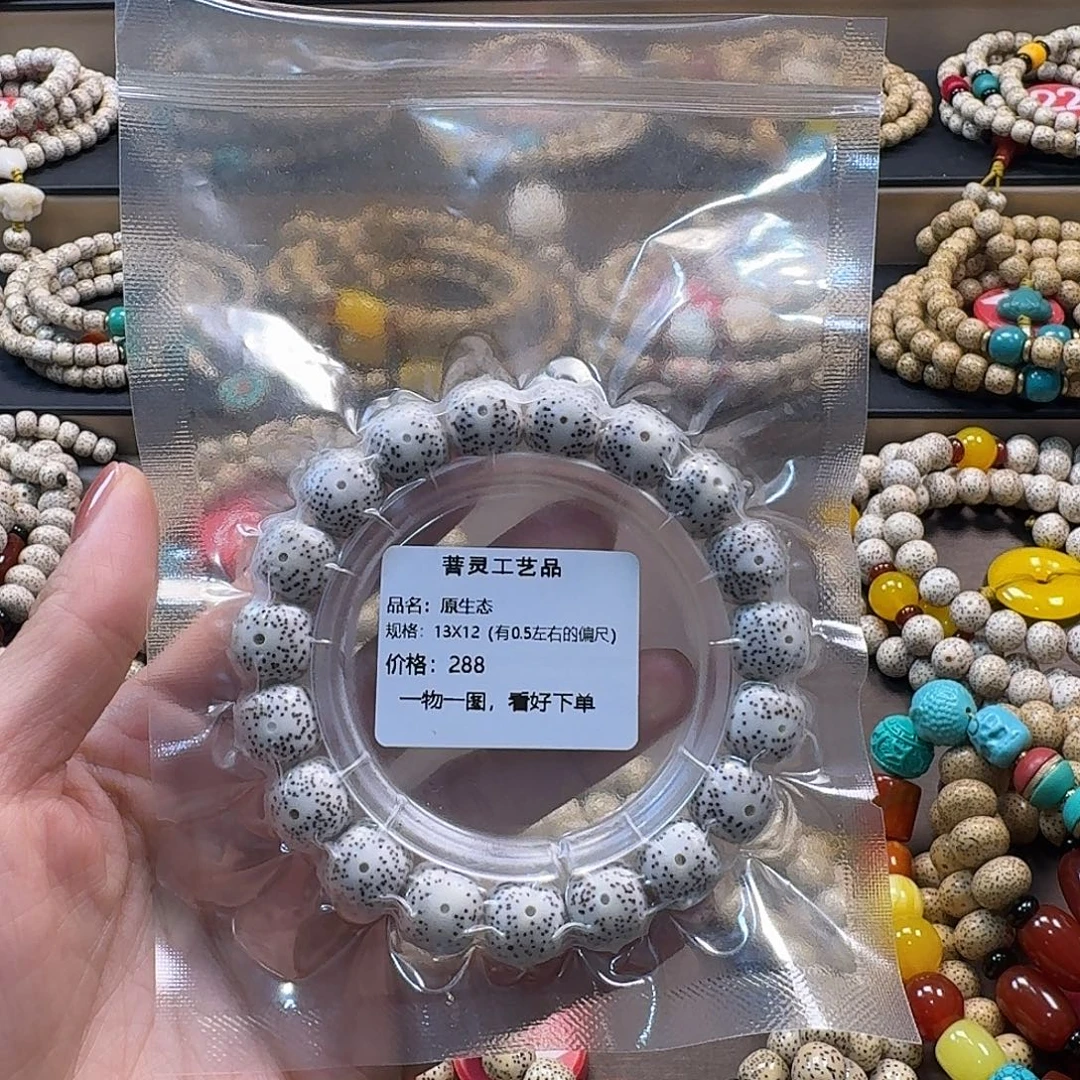 菩灵工艺品
品名：原生态
规格：13X12 (有0.5左右的偏尺)
价格：288
一物一图，看好下单
22